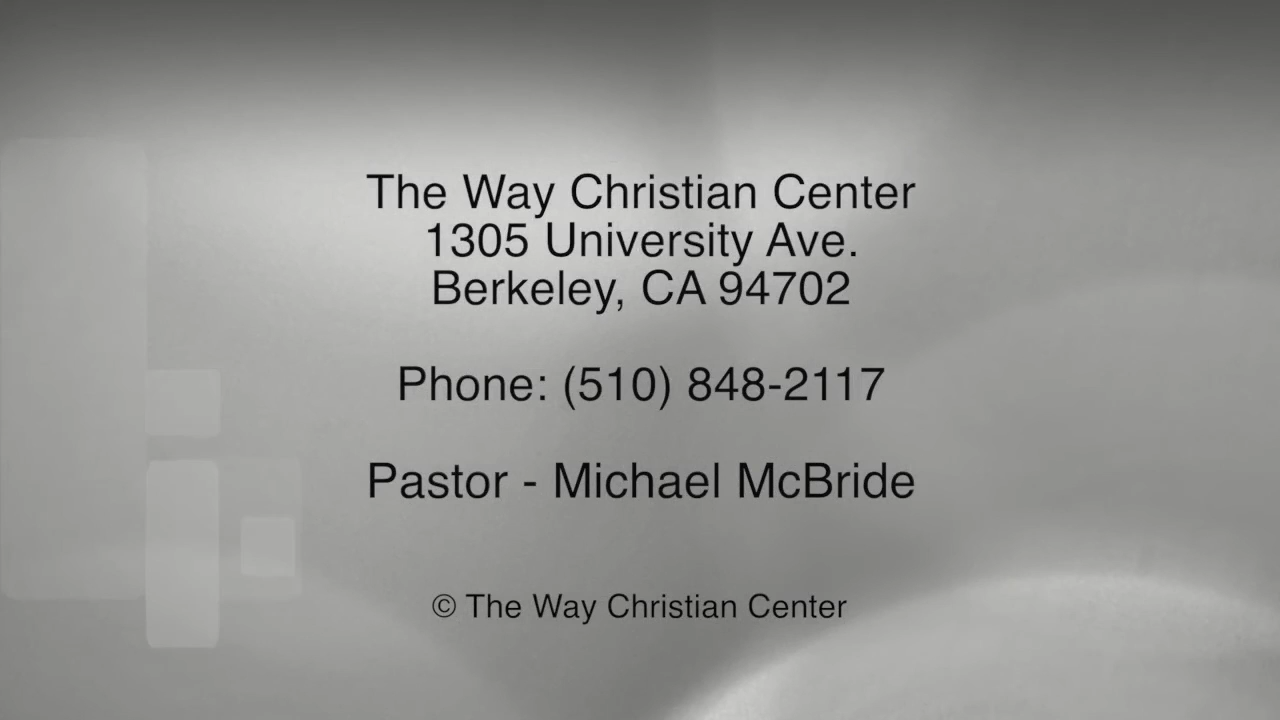 The Way Christian Center
1305 University Ave.
Berkeley, CA 94702
Phone: (510) 848-2117
Pastor - Michael McBride
© The Way Christian Center